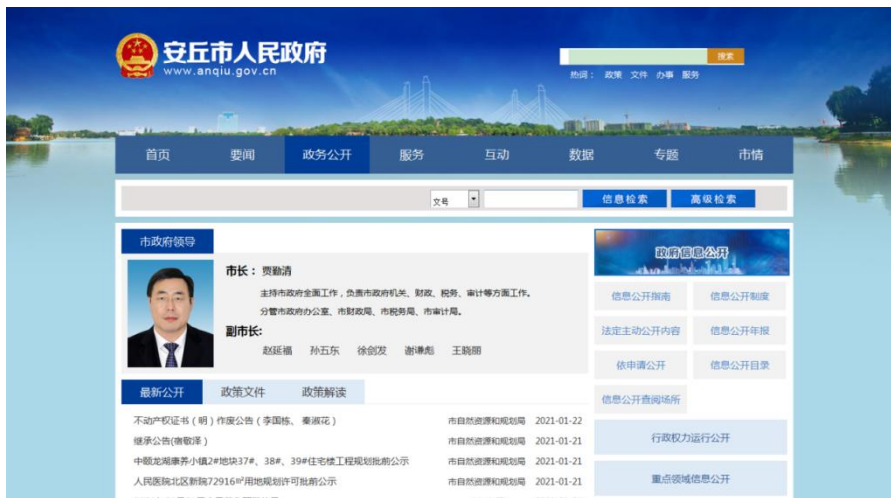 安丘市人民政府
www.anqiu.gov.cn
搜索
热词： 政策 文件 办事 服务
首页 要闻 政务公开 服务 互动 数据 专题 市情
文号 信息检索 高级检索
市政府领导
市长： 贾勤清
主持市政府全面工作，负责市政府机关、财政、税务、审计等方面工作。
分管市政府办公室、市财政局、市税务局、市审计局。
副市长:
赵延福 孙五东 徐剑发 谢谦彪 王晓丽
最新公开 政策文件 政策解读
不动产权证书（明）作废公告（李国栋、 秦淑花） 市自然资源和规划局 2021-01-22
继承公告(宿敬泽) 市自然资源和规划局 2021-01-21
中颐龙湖康养小镇2#地块37#、38#、39#住宅楼工程规划批前公示 市自然资源和规划局 2021-01-21
人民医院北区新院72916㎡用地规划许可批前公示 市自然资源和规划局 2021-01-21
政府信息公开
信息公开指南 信息公开制度
法定主动公开内容 信息公开年报
依申请公开 信息公开目录
信息公开查阅场所
行政权力运行公开
重点领域信息公开